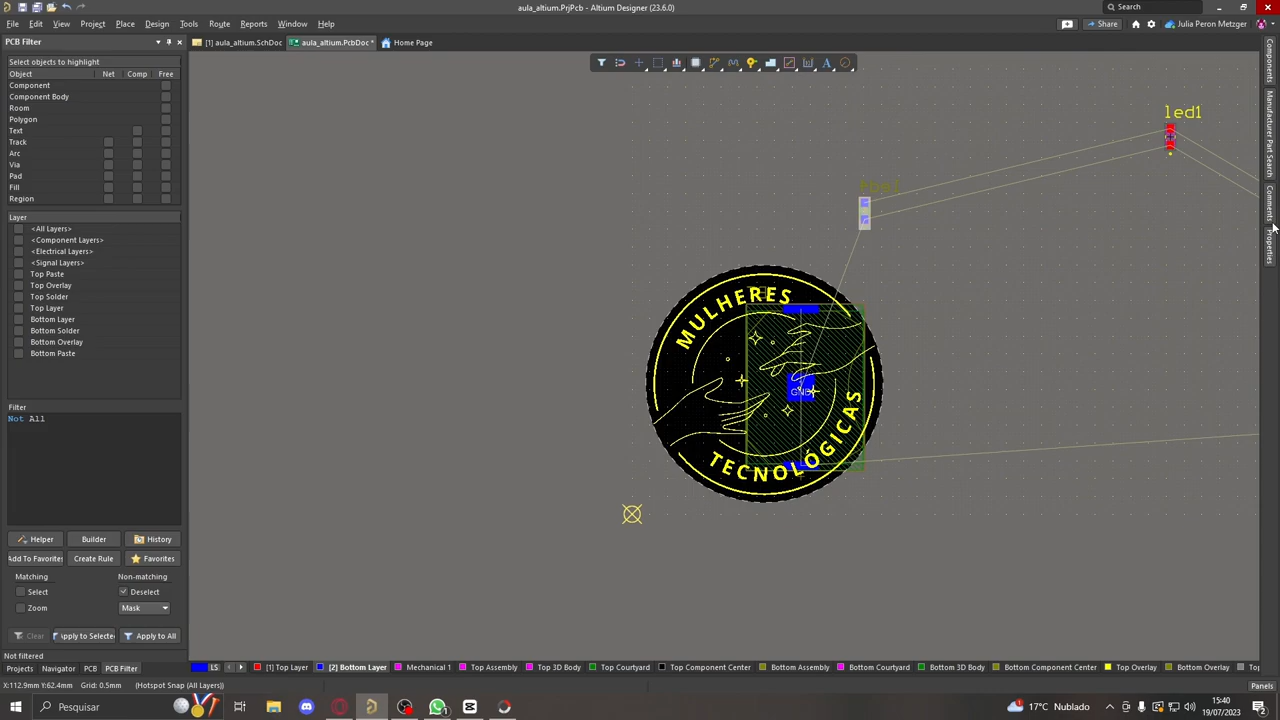 aula_altium.PrjPcb - Altium Designer (23.6.0)
Search
File Edit View Project Place Design Tools Route Reports Window Help
Share
Julia Peron Metzger
PCB Filter
[1] aula_altium.SchDoc
aula_altium.PcbDoc *
Home Page
Select objects to highlight
Object Net Comp Free
Component
Component Body
Room
Polygon
Text
Track
Arc
Via
Pad
Fill
Region
Layer
<All Layers>
<Component Layers>
<Electrical Layers>
<Signal Layers>
Top Paste
Top Overlay
Top Solder
Top Layer
Bottom Layer
Bottom Solder
Bottom Overlay
Bottom Paste
Filter
Not All
Helper
Builder
History
Add To Favorites
Create Rule
Favorites
Matching
Non-matching
Select
Deselect
Zoom
Mask
Clear
Apply to Selected
Apply to All
Not filtered
Projects
Navigator
PCB
PCB Filter
led1
MULHERES
TECNOLÓGICAS
GND
Components
Manufacturer Part Search
Comments
Properties
LS
[1] Top Layer
[2] Bottom Layer
Mechanical 1
Top Assembly
Top 3D Body
Top Courtyard
Top Component Center
Bottom Assembly
Bottom Courtyard
Bottom 3D Body
Bottom Component Center
Top Overlay
Bottom Overlay
X:112.9mm Y:62.4mm Grid: 0.5mm (Hotspot Snap (All Layers))
Panels
Pesquisar
17°C Nublado
15:40
19/07/2023